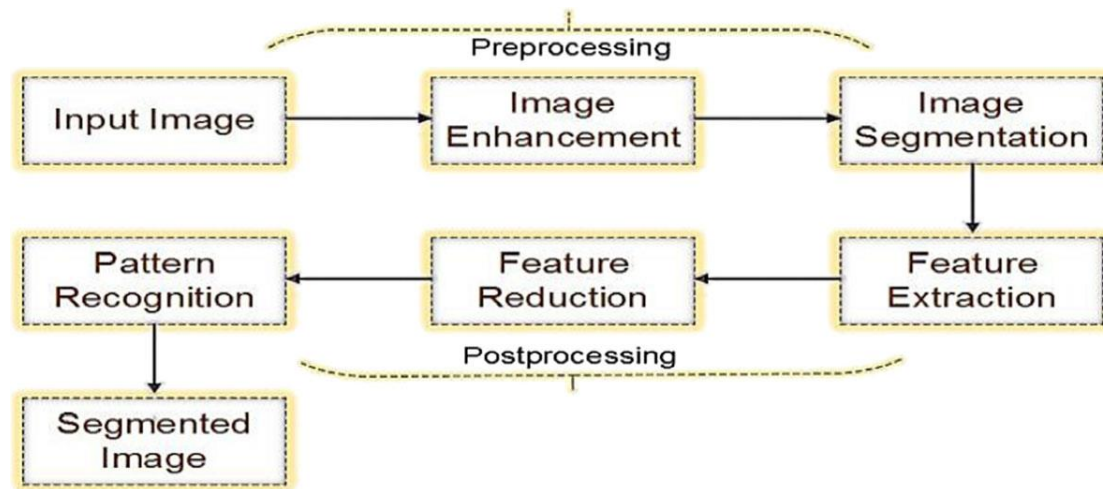 Preprocessing
Input Image
Image
Enhancement
Image
Segmentation
Pattern
Recognition
Feature
Reduction
Feature
Extraction
Postprocessing
Segmented
Image